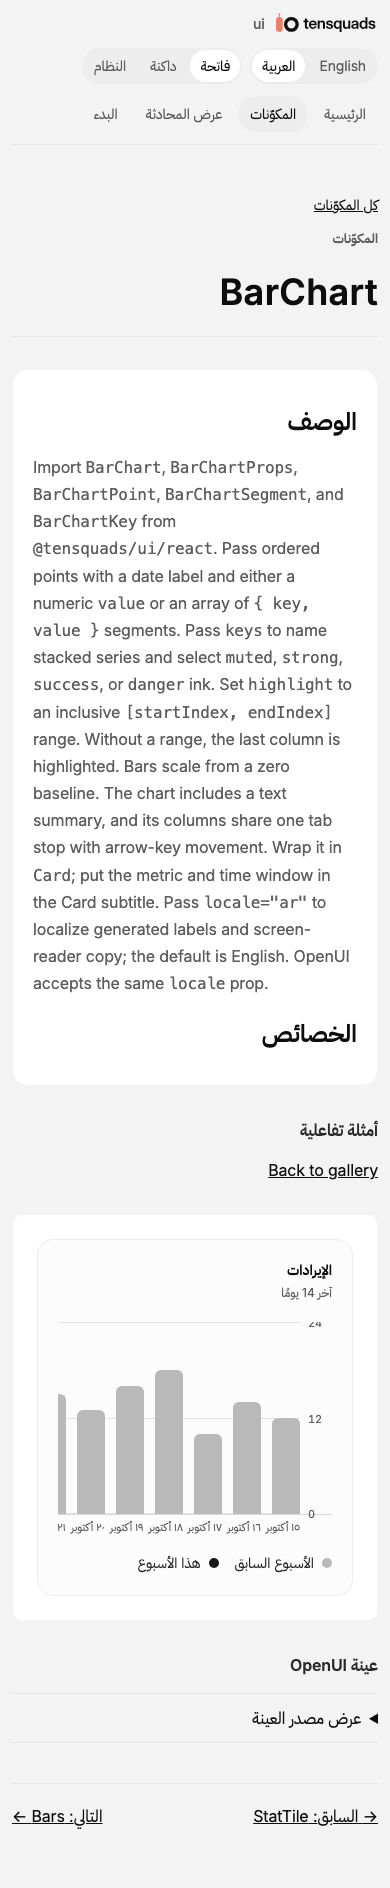 tensquads ui
English العربية فاتحة داكنة النظام
الرئيسية المكوّنات عرض المحادثة البدء
كل المكوّنات
المكوّنات
BarChart
الوصف
Import BarChart, BarChartProps,
BarChartPoint, BarChartSegment, and
BarChartKey from
@tensquads/ui/react. Pass ordered
points with a date label and either a
numeric value or an array of { key,
value } segments. Pass keys to name
stacked series and select muted, strong,
success, or danger ink. Set highlight to
an inclusive [startIndex, endIndex]
range. Without a range, the last column is
highlighted. Bars scale from a zero
baseline. The chart includes a text
summary, and its columns share one tab
stop with arrow-key movement. Wrap it in
Card; put the metric and time window in
the Card subtitle. Pass locale="ar" to
localize generated labels and screen-
reader copy; the default is English. OpenUI
accepts the same locale prop.
الخصائص
أمثلة تفاعلية
Back to gallery
الإيرادات
آخر 14 يومًا
24
12
0
١٥ أكتوبر ١٦ أكتوبر ١٧ أكتوبر ١٨ أكتوبر ١٩ أكتوبر ٢٠ أكتوبر ٢١
الأسبوع السابق هذا الأسبوع
عينة OpenUI
عرض مصدر العينة
→ السابق: StatTile التالي: Bars ←